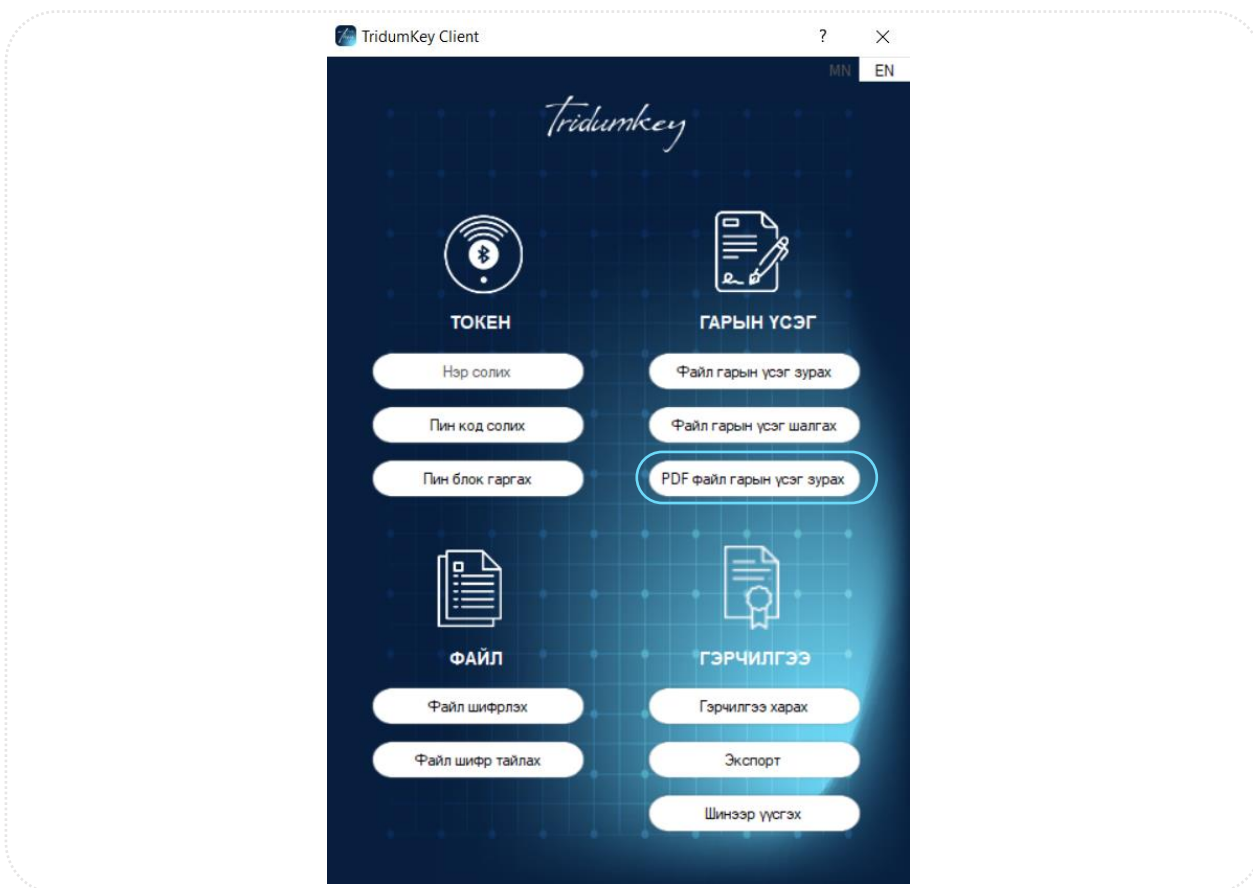 TridumKey Client
?
MN EN
Tridumkey
ТОКЕН
Нэр солих
Пин код солих
Пин блок гаргах
ГАРЫН ҮСЭГ
Файл гарын үсэг зурах
Файл гарын үсэг шалгах
PDF файл гарын үсэг зурах
ФАЙЛ
Файл шифрлэх
Файл шифр тайлах
ГЭРЧИЛГЭЭ
Гэрчилгээ харах
Экспорт
Шинээр үүсгэх